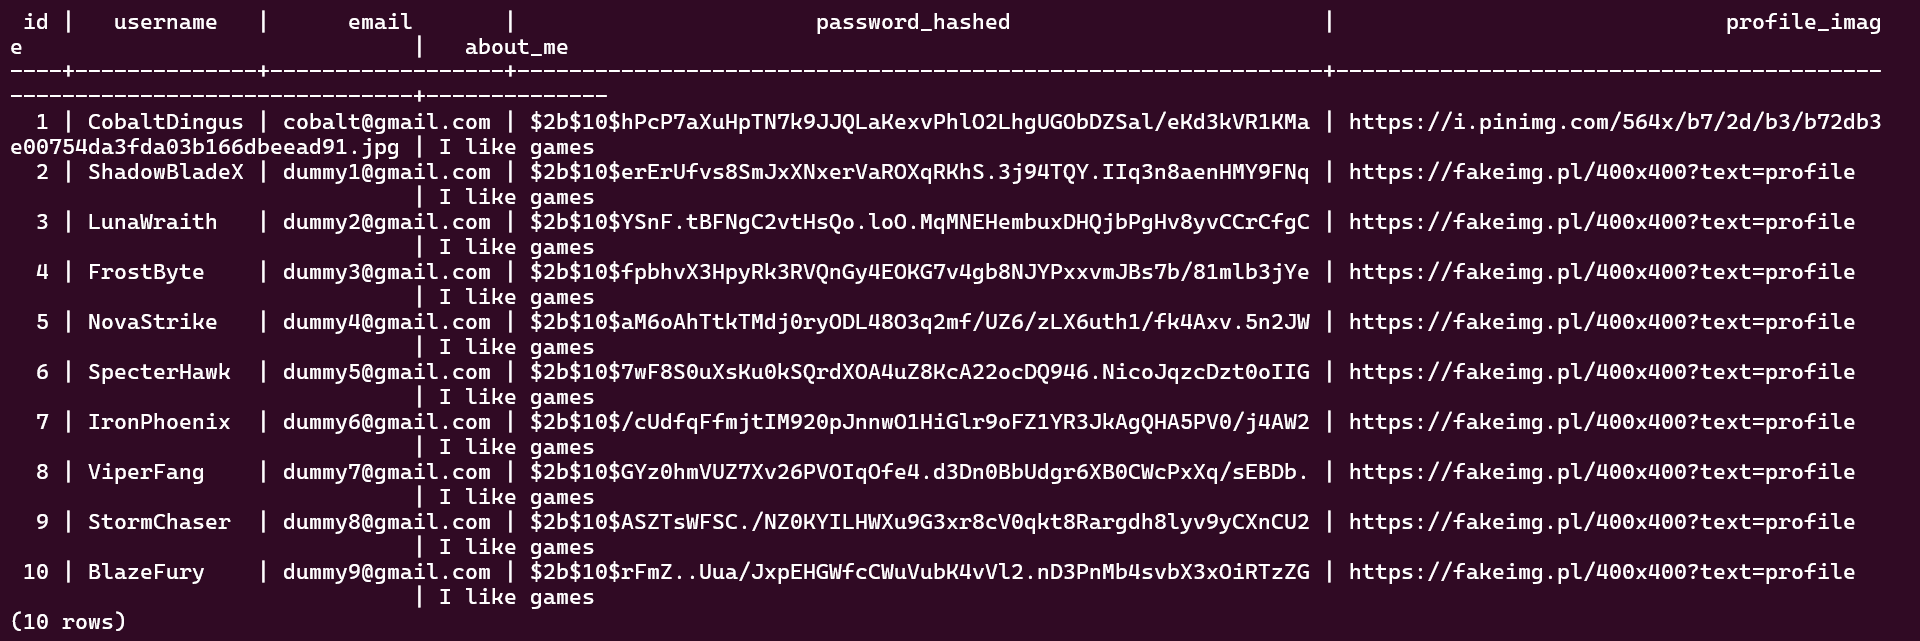 id | username | email | password_hashed | profile_imag
e | about_me
----+--------------+------------------+--------------------------------------------------------------+------------------------------------------
-------------------------------+--------------
1 | CobaltDingus | cobalt@gmail.com | $2b$10$hPcP7aXuHpTN7k9JJQLaKexvPhlO2LhgUGObDZSal/eKd3kVR1KMa | https://i.pinimg.com/564x/b7/2d/b3/b72db3
e00754da3fda03b166dbeead91.jpg | I like games
2 | ShadowBladeX | dummy1@gmail.com | $2b$10$erErUfvs8SmJxXNxerVaROXqRKhS.3j94TQY.IIq3n8aenHMY9FNq | https://fakeimg.pl/400x400?text=profile
| I like games
3 | LunaWraith | dummy2@gmail.com | $2b$10$YSnF.tBFNgC2vtHsQo.loO.MqMNEHembuxDHQjbPgHv8yvCCrCfgC | https://fakeimg.pl/400x400?text=profile
| I like games
4 | FrostByte | dummy3@gmail.com | $2b$10$fpbhvX3HpyRk3RVQnGy4EOKG7v4gb8NJYPxxvmJBs7b/81mlb3jYe | https://fakeimg.pl/400x400?text=profile
| I like games
5 | NovaStrike | dummy4@gmail.com | $2b$10$aM6oAhTtkTMdj0ryODL48O3q2mf/UZ6/zLX6uth1/fk4Axv.5n2JW | https://fakeimg.pl/400x400?text=profile
| I like games
6 | SpecterHawk | dummy5@gmail.com | $2b$10$7wF8S0uXsKu0kSQrdXOA4uZ8KcA22ocDQ946.NicoJqzcDzt0oIIG | https://fakeimg.pl/400x400?text=profile
| I like games
7 | IronPhoenix | dummy6@gmail.com | $2b$10$/cUdfqFfmjtIM920pJnnwO1HiGlr9oFZ1YR3JkAgQHA5PV0/j4AW2 | https://fakeimg.pl/400x400?text=profile
| I like games
8 | ViperFang | dummy7@gmail.com | $2b$10$GYz0hmVUZ7Xv26PVOIqOfe4.d3Dn0BbUdgr6XB0CWcPxXq/sEBDb. | https://fakeimg.pl/400x400?text=profile
| I like games
9 | StormChaser | dummy8@gmail.com | $2b$10$ASZTsWFSC./NZ0KYILHWXu9G3xr8cV0qkt8Rargdh8lyv9yCXnCU2 | https://fakeimg.pl/400x400?text=profile
| I like games
10 | BlazeFury | dummy9@gmail.com | $2b$10$rFmZ..Uua/JxpEHGWfcCWuVubK4vVl2.nD3PnMb4svbX3xOiRTzZG | https://fakeimg.pl/400x400?text=profile
| I like games
(10 rows)